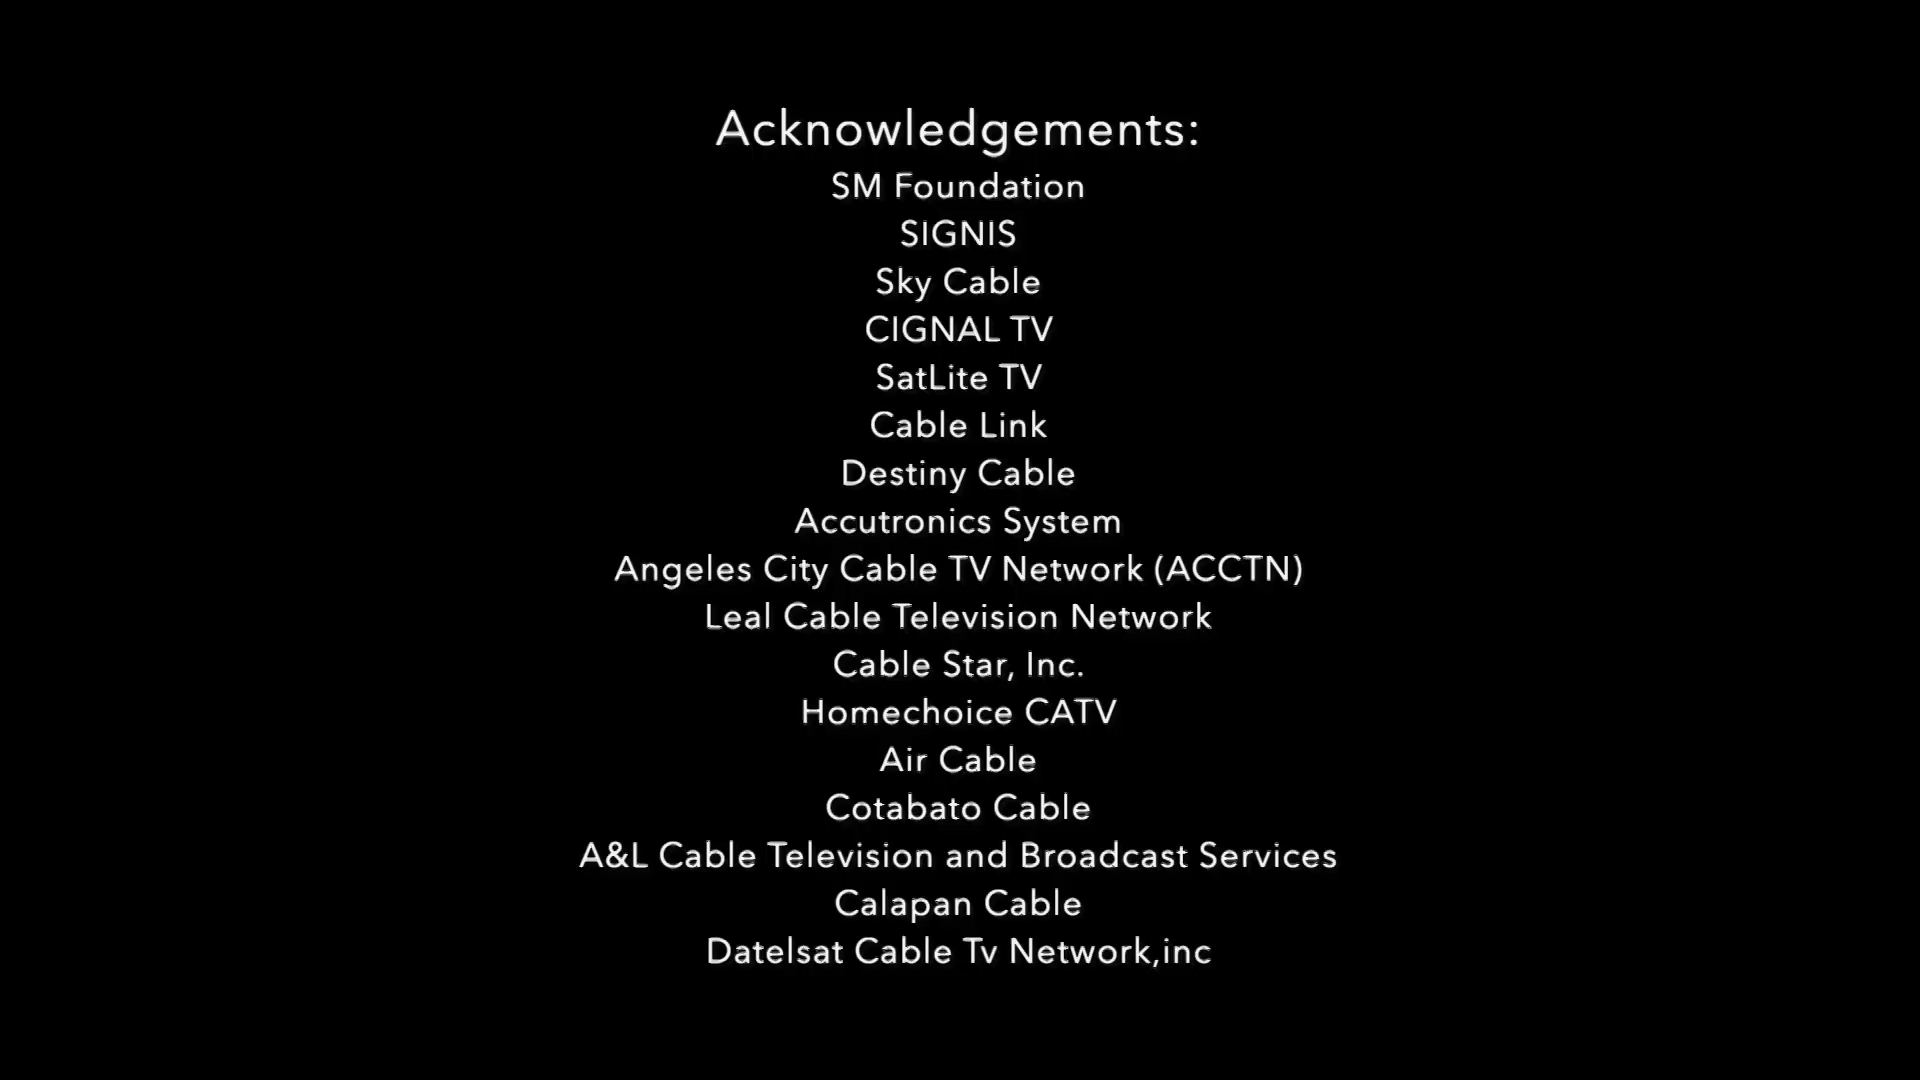 Acknowledgements:
SM Foundation
SIGNIS
Sky Cable
CIGNAL TV
SatLite TV
Cable Link
Destiny Cable
Accutronics System
Angeles City Cable TV Network (ACCTN)
Leal Cable Television Network
Cable Star, Inc.
Homechoice CATV
Air Cable
Cotabato Cable
A&L Cable Television and Broadcast Services
Calapan Cable
Datelsat Cable Tv Network,inc